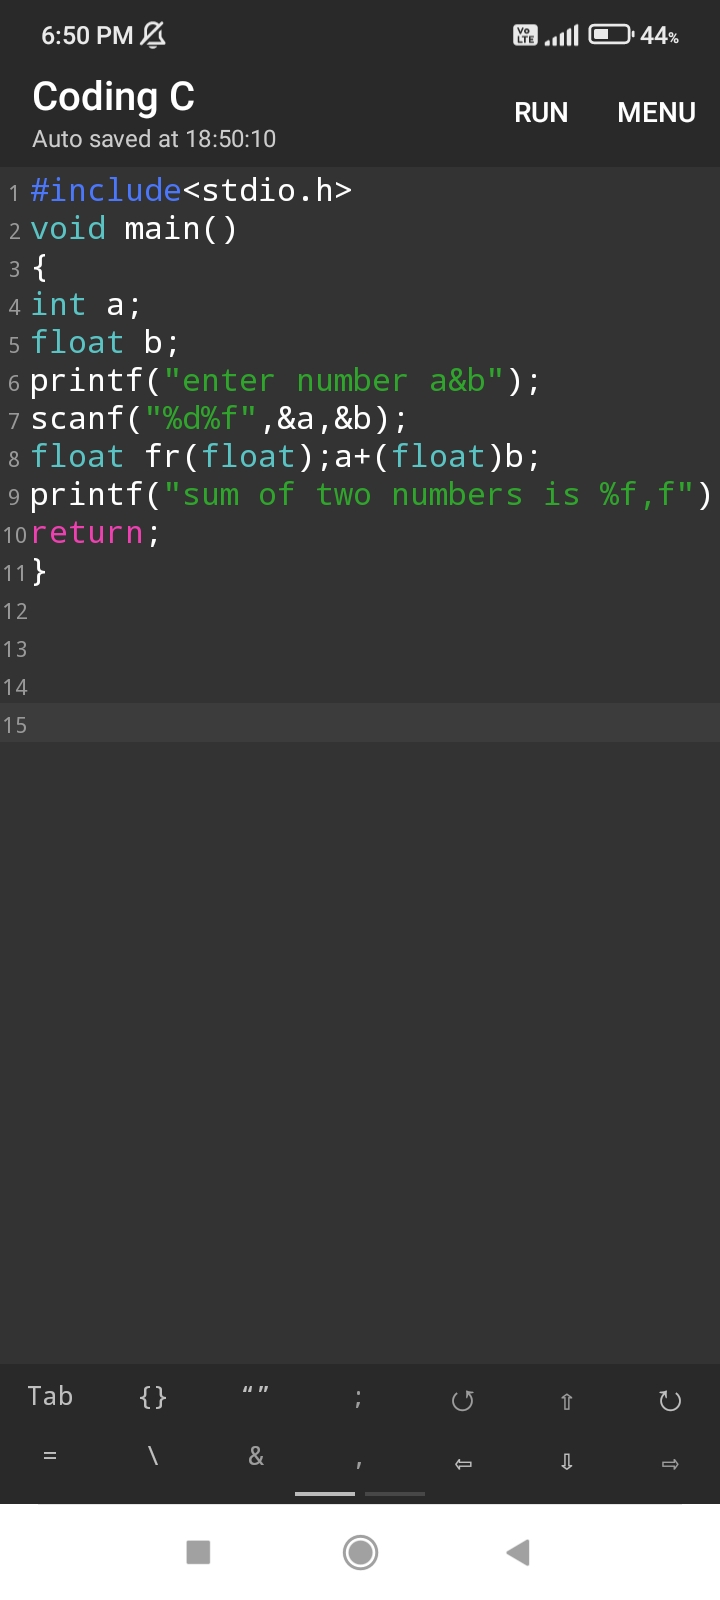 6:50 PM Vo LTE 44%
Coding C
RUN MENU
Auto saved at 18:50:10
1 #include<stdio.h>
2 void main()
3 {
4 int a;
5 float b;
6 printf("enter number a&b");
7 scanf("%d%f",&a,&b);
8 float fr(float);a+(float)b;
9 printf("sum of two numbers is %f,f")
10 return;
11 }
12
13
14
15
Tab {} “” ; ↺ ⇧ ↻
= \ & , ⇦ ⇩ ⇨